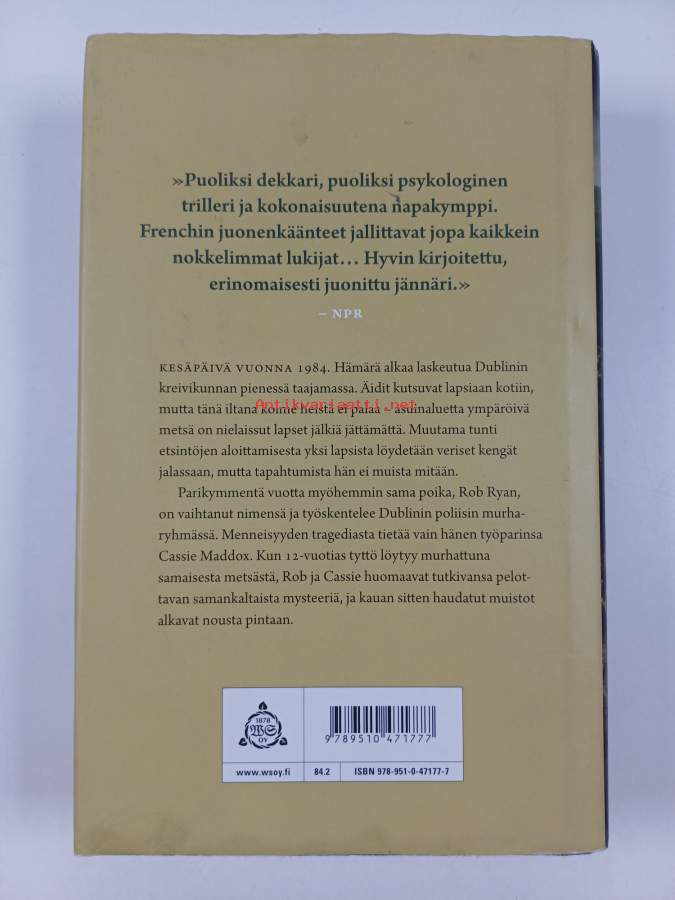 »Puoliksi dekkari, puoliksi psykologinen
trilleri ja kokonaisuutena napakymppi.
Frenchin juonenkäänteet jallittavat jopa kaikkein
nokkelimmat lukijat… Hyvin kirjoitettu,
erinomaisesti juonittu jännäri.»
– NPR
KESÄPÄIVÄ VUONNA 1984. Hämärä alkaa laskeutua Dublinin
kreivikunnan pienessä taajamassa. Äidit kutsuvat lapsiaan kotiin,
mutta tänä iltana kolme heistä ei palaa – asuinaluetta ympäröivä
Antikvariaatti.net
metsä on nielaissut lapset jälkiä jättämättä. Muutama tunti
etsintöjen aloittamisesta yksi lapsista löydetään veriset kengät
jalassaan, mutta tapahtumista hän ei muista mitään.
Parikymmentä vuotta myöhemmin sama poika, Rob Ryan,
on vaihtanut nimensä ja työskentelee Dublinin poliisin murha-
ryhmässä. Menneisyyden tragediasta tietää vain hänen työparinsa
Cassie Maddox. Kun 12-vuotias tyttö löytyy murhattuna
samaisesta metsästä, Rob ja Cassie huomaavat tutkivansa pelot-
tavan samankaltaista mysteeriä, ja kauan sitten haudatut muistot
alkavat nousta pintaan.
1878
WS
OY
9789510471777
www.wsoy.fi
84.2
ISBN 978-951-0-47177-7